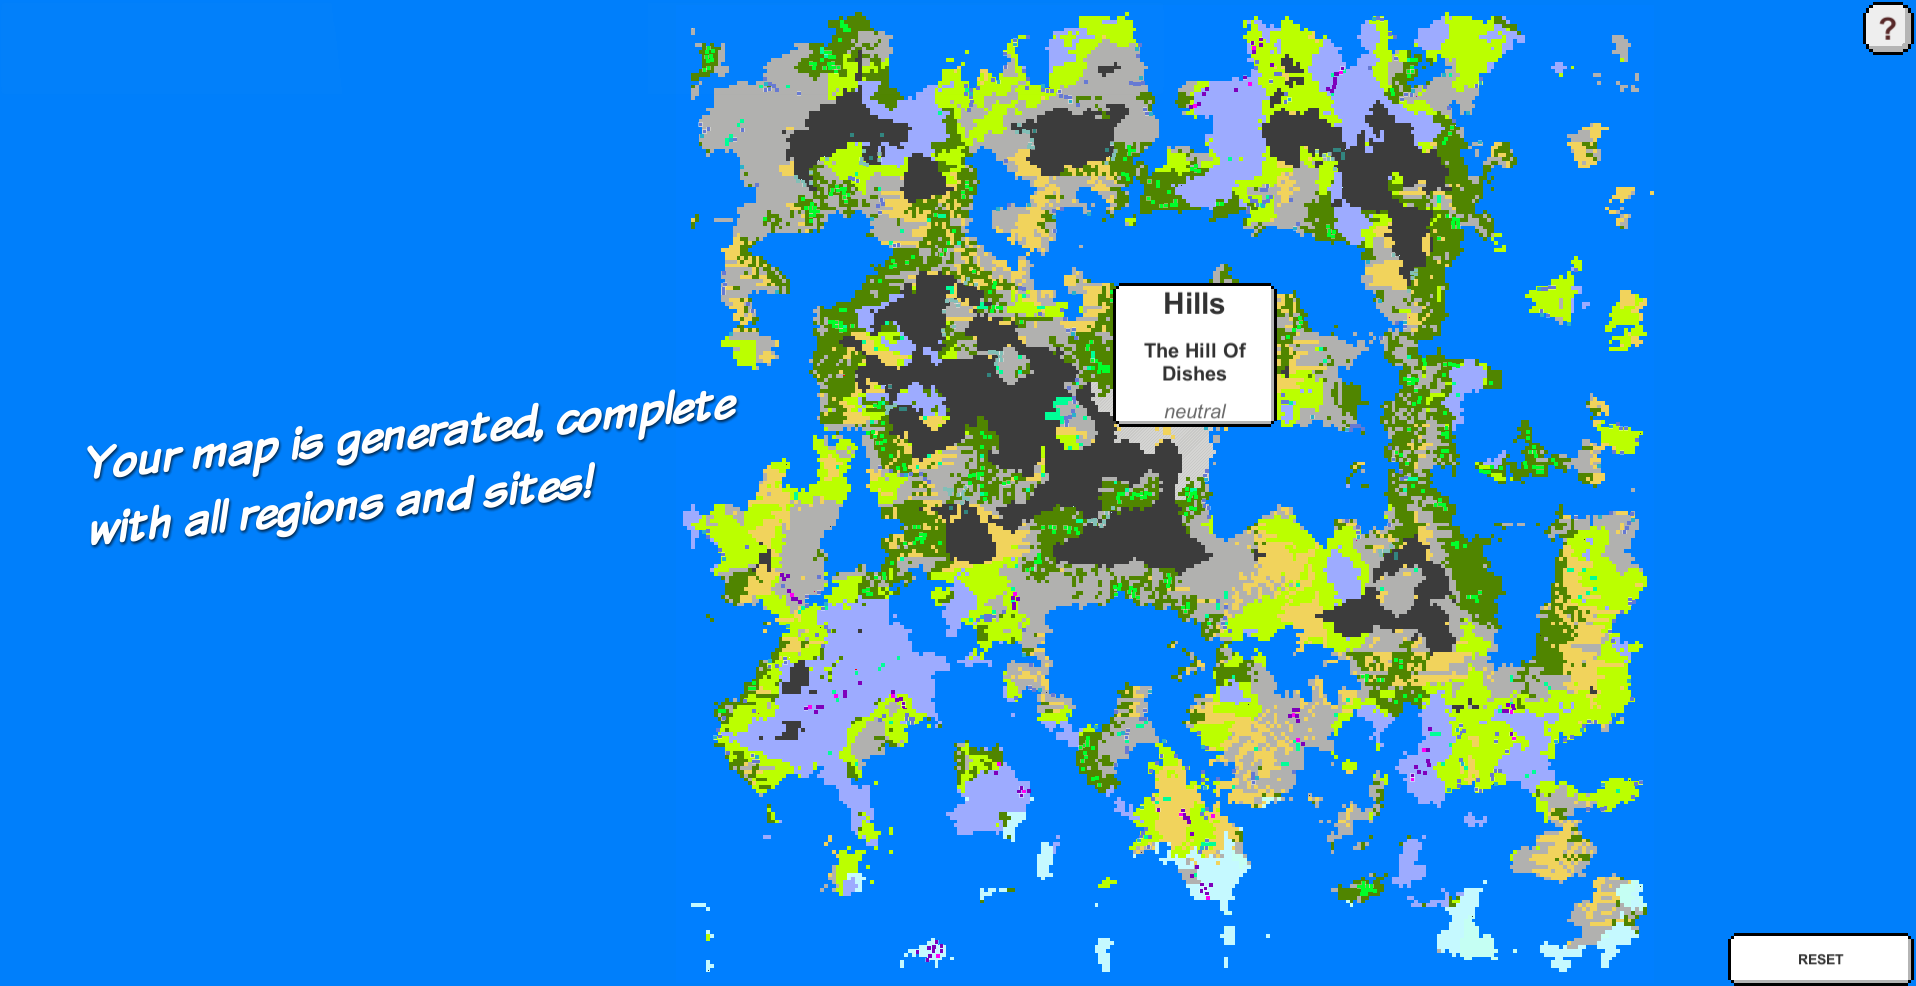 ?
Hills
The Hill Of
Dishes
neutral
Your map is generated, complete
with all regions and sites!
RESET